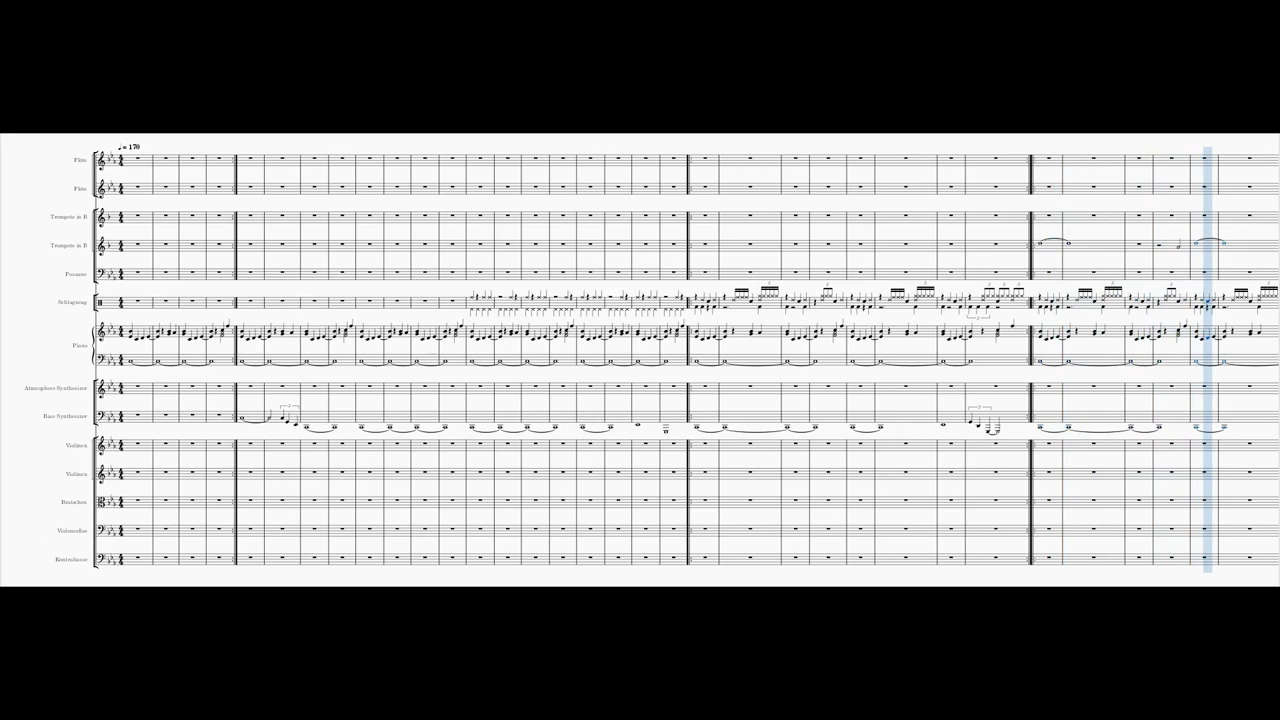 ♩ = 170
Flöte
Flöte
Trompete in B
Trompete in B
Posaune
Schlagzeug
Piano
Atmosphere-Synthesizer
Bass Synthesizer
Violinen
Violinen
Bratschen
Violoncellos
Kontrabässe